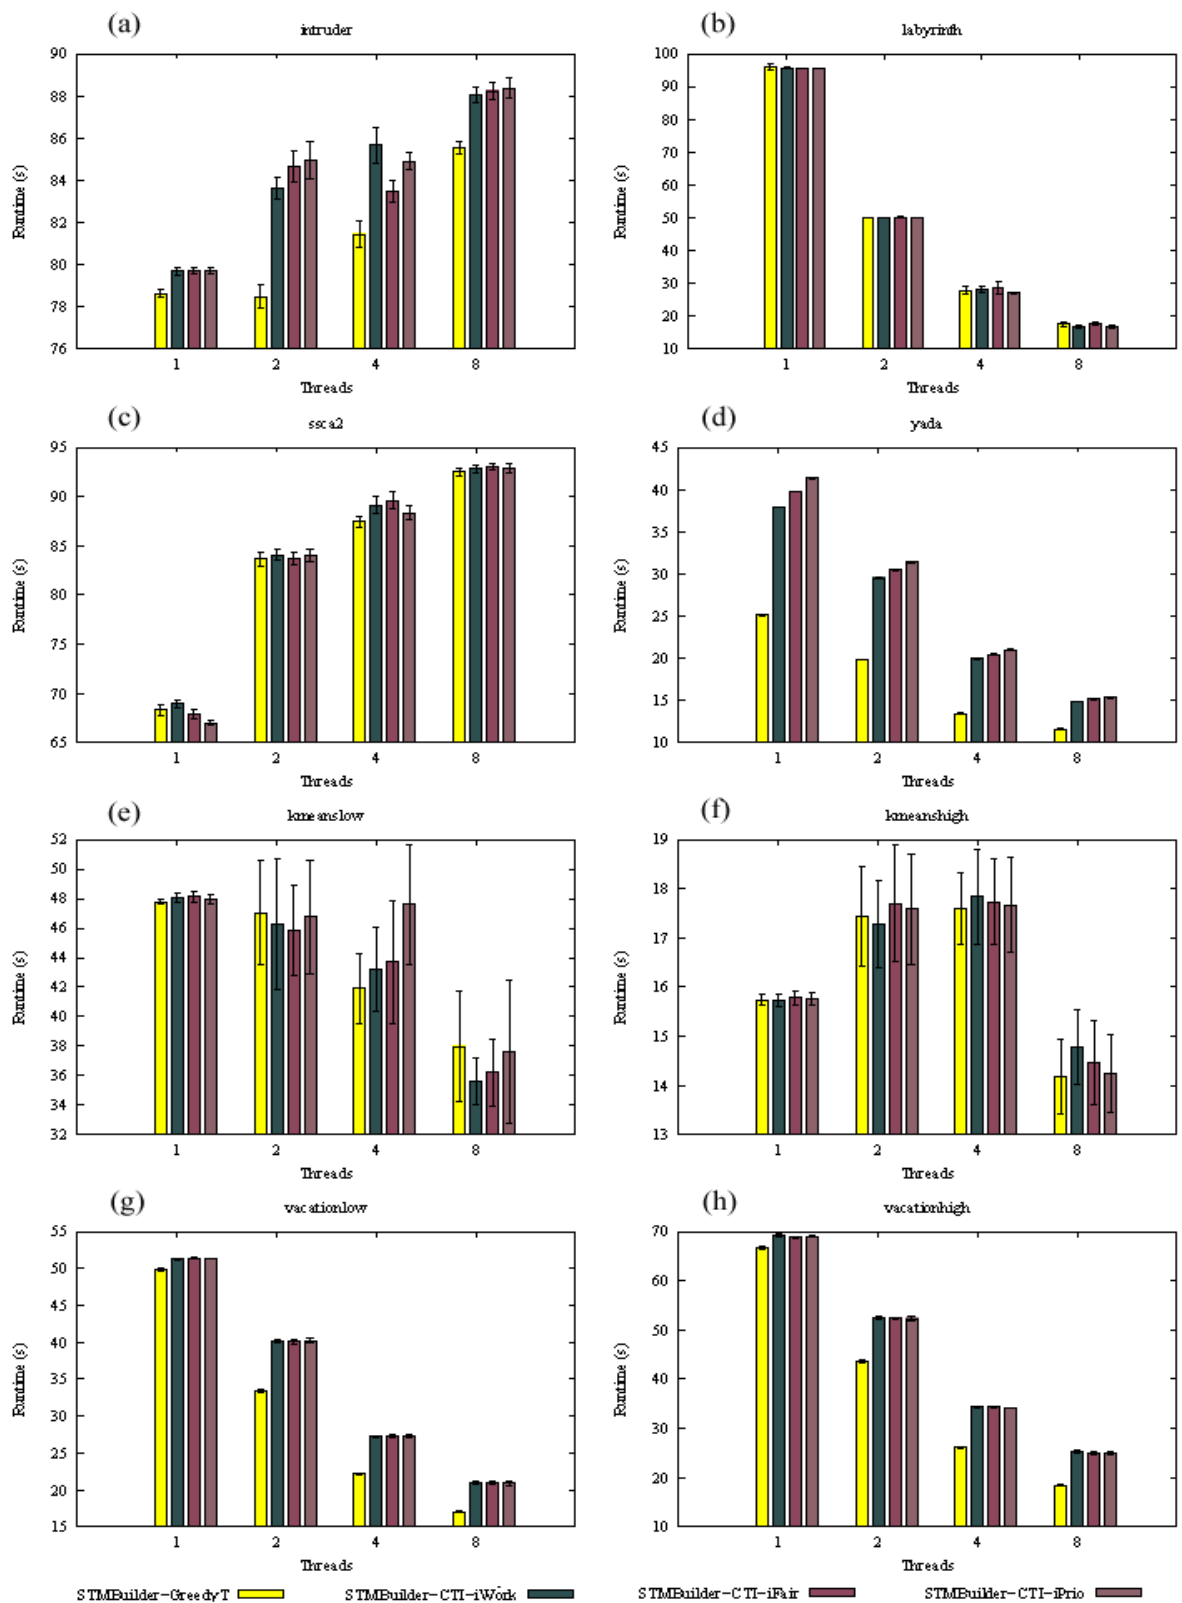 (a) intruder
90
88
86
84
82
80
78
76
Runtime (s)
1 2 4 8
Threads
(b) labyrinth
100
90
80
70
60
50
40
30
20
10
Runtime (s)
1 2 4 8
Threads
(c) ssca2
95
90
85
80
75
70
65
Runtime (s)
1 2 4 8
Threads
(d) yada
45
40
35
30
25
20
15
10
Runtime (s)
1 2 4 8
Threads
(e) kmeanslow
52
50
48
46
44
42
40
38
36
34
32
Runtime (s)
1 2 4 8
Threads
(f) kmeanshigh
19
18
17
16
15
14
13
Runtime (s)
1 2 4 8
Threads
(g) vacationlow
55
50
45
40
35
30
25
20
15
Runtime (s)
1 2 4 8
Threads
(h) vacationhigh
70
60
50
40
30
20
10
Runtime (s)
1 2 4 8
Threads
STMBuilder-GreedyT STMBuilder-CTI-iWork STMBuilder-CTI-iFair STMBuilder-CTI-iPrio